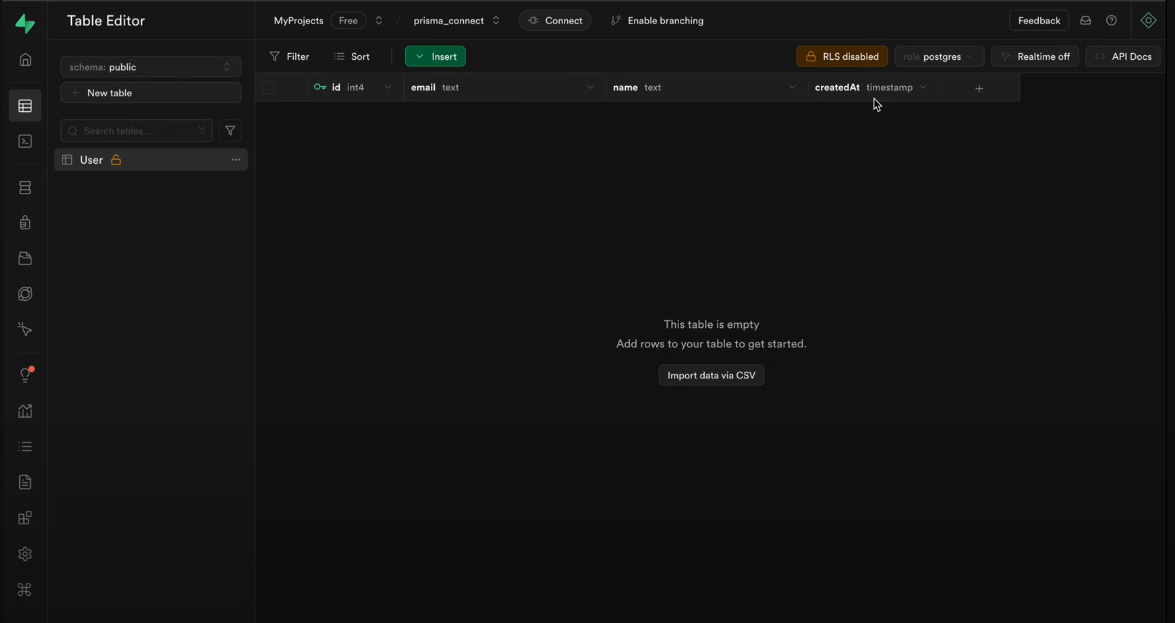 Table Editor
MyProjects Free / prisma_connect Connect Enable branching Feedback
schema: public
Filter Sort Insert RLS disabled role postgres Realtime off API Docs
New table
id int4 email text name text createdAt timestamp +
Search tables...
User
This table is empty
Add rows to your table to get started.
Import data via CSV